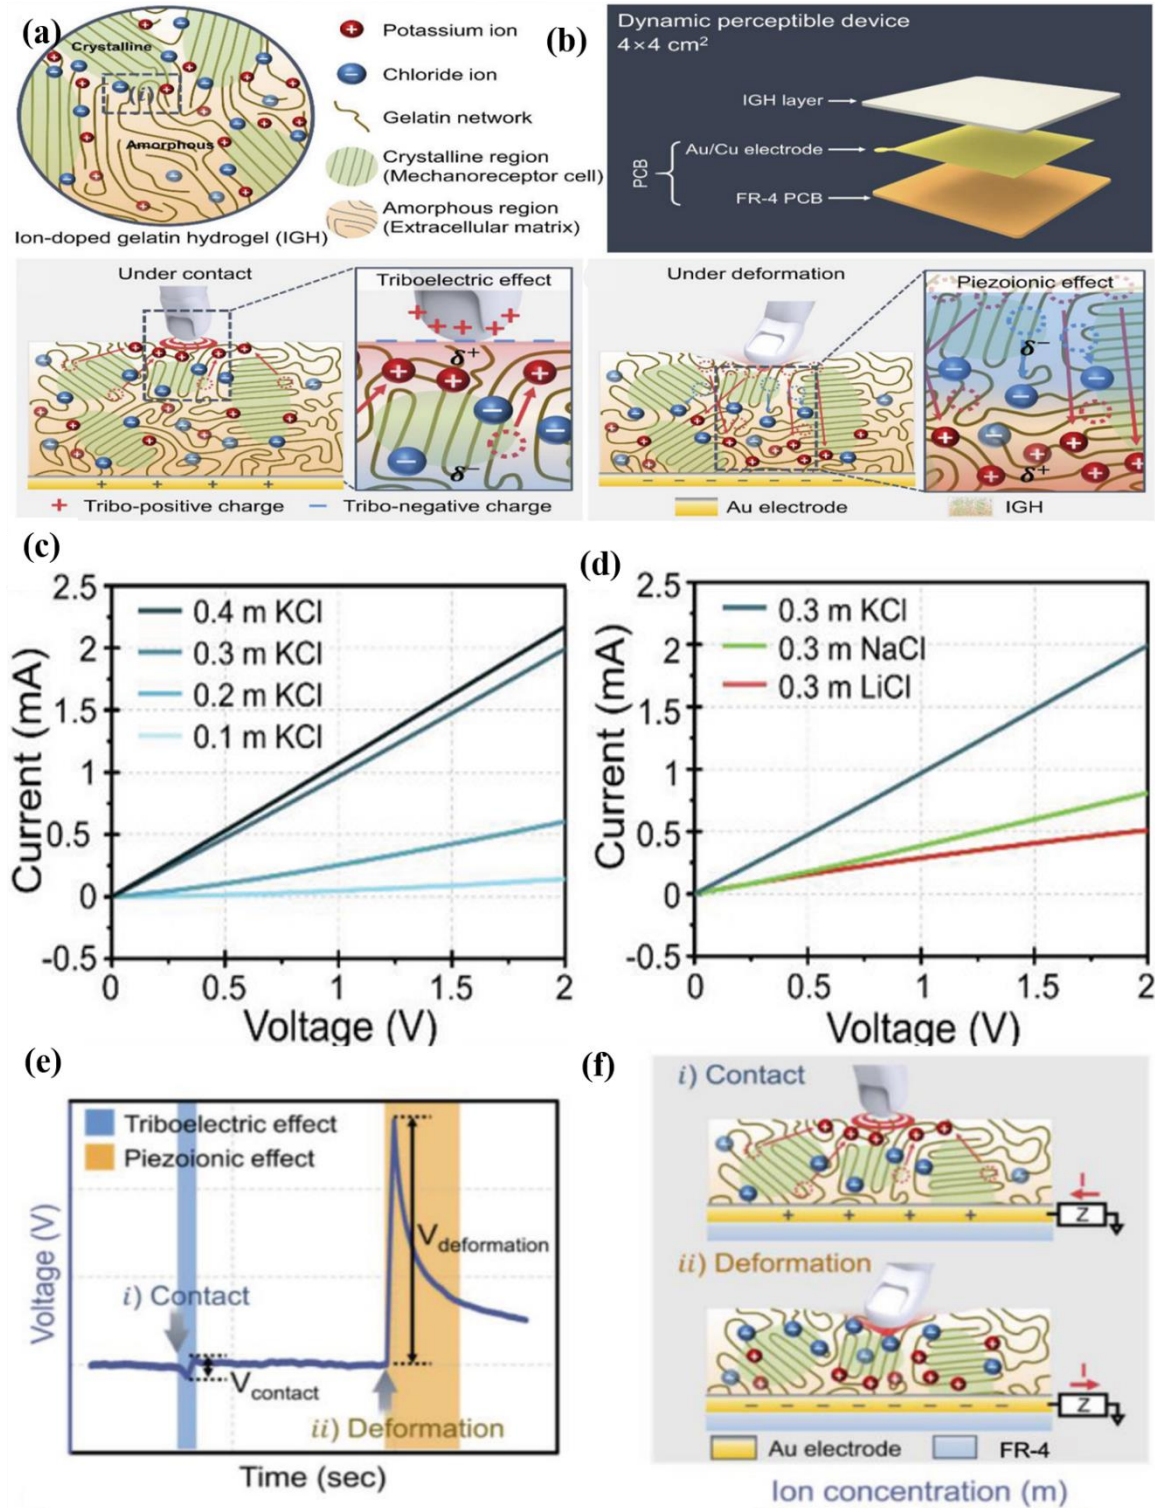 (a)
Crystalline
(i)
Amorphous
Ion-doped gelatin hydrogel (IGH)
Potassium ion
Chloride ion
Gelatin network
Crystalline region
(Mechanoreceptor cell)
Amorphous region
(Extracellular matrix)
(b)
Dynamic perceptible device
4×4 cm²
IGH layer
Au/Cu electrode
FR-4 PCB
PCB
Under contact
Triboelectric effect
δ+
δ−
+ Tribo-positive charge
− Tribo-negative charge
Under deformation
Piezoionic effect
δ−
δ+
Au electrode
IGH
(c)
2.5
2
1.5
1
0.5
0
-0.5
Current (mA)
0.4 m KCl
0.3 m KCl
0.2 m KCl
0.1 m KCl
0 0.5 1 1.5 2
Voltage (V)
(d)
2.5
2
1.5
1
0.5
0
-0.5
Current (mA)
0.3 m KCl
0.3 m NaCl
0.3 m LiCl
0 0.5 1 1.5 2
Voltage (V)
(e)
Triboelectric effect
Piezoionic effect
Voltage (V)
i) Contact
Vcontact
Vdeformation
ii) Deformation
Time (sec)
(f)
i) Contact
I
Z
ii) Deformation
I
Z
Au electrode
FR-4
Ion concentration (m)